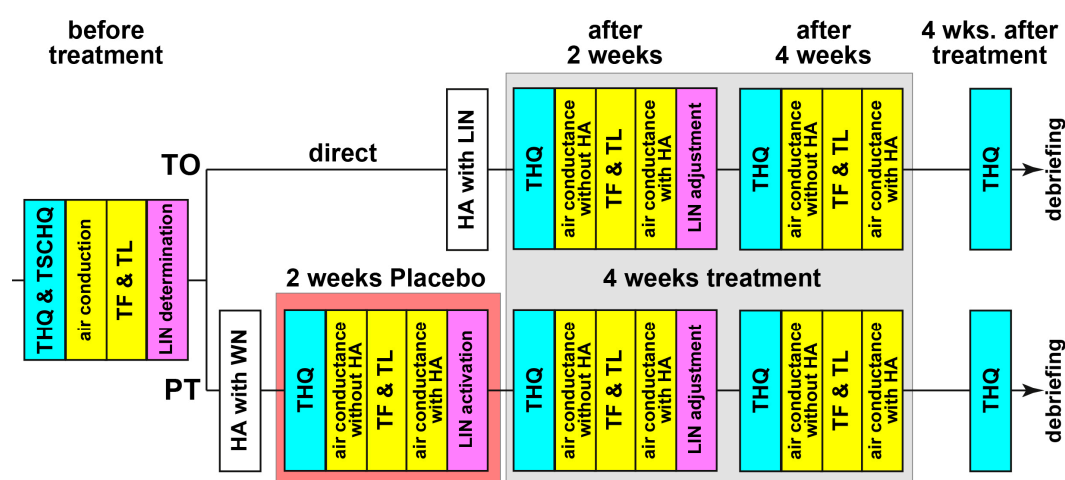 before
treatment
after
2 weeks
after
4 weeks
4 wks. after
treatment
THQ & TSCHQ
air conduction
TF & TL
LIN determination
TO
direct
HA with LIN
THQ
air conductance
without HA
TF & TL
air conductance
with HA
LIN adjustment
THQ
air conductance
without HA
TF & TL
air conductance
with HA
THQ
debriefing
2 weeks Placebo
4 weeks treatment
PT
HA with WN
THQ
air conductance
without HA
TF & TL
air conductance
with HA
LIN activation
THQ
air conductance
without HA
TF & TL
air conductance
with HA
LIN adjustment
THQ
air conductance
without HA
TF & TL
air conductance
with HA
THQ
debriefing